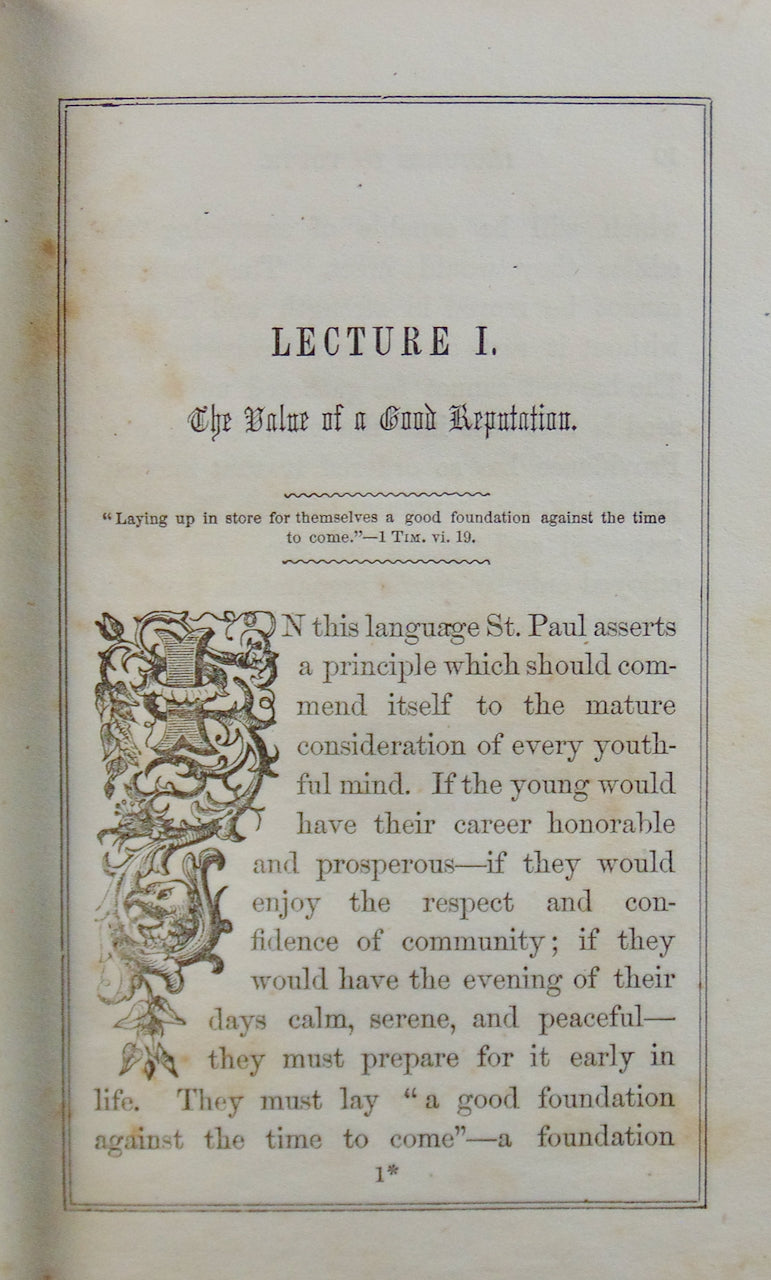 LECTURE I.
The Value of a Good Reputation.
“Laying up in store for themselves a good foundation against the time
to come.”—1 TIM. vi. 19.
IN this language St. Paul asserts
a principle which should com-
mend itself to the mature
consideration of every youth-
ful mind. If the young would
have their career honorable
and prosperous—if they would
enjoy the respect and con-
fidence of community; if they
would have the evening of their
days calm, serene, and peaceful—
they must prepare for it early in
life. They must lay “a good foundation
against the time to come”—a foundation
1*